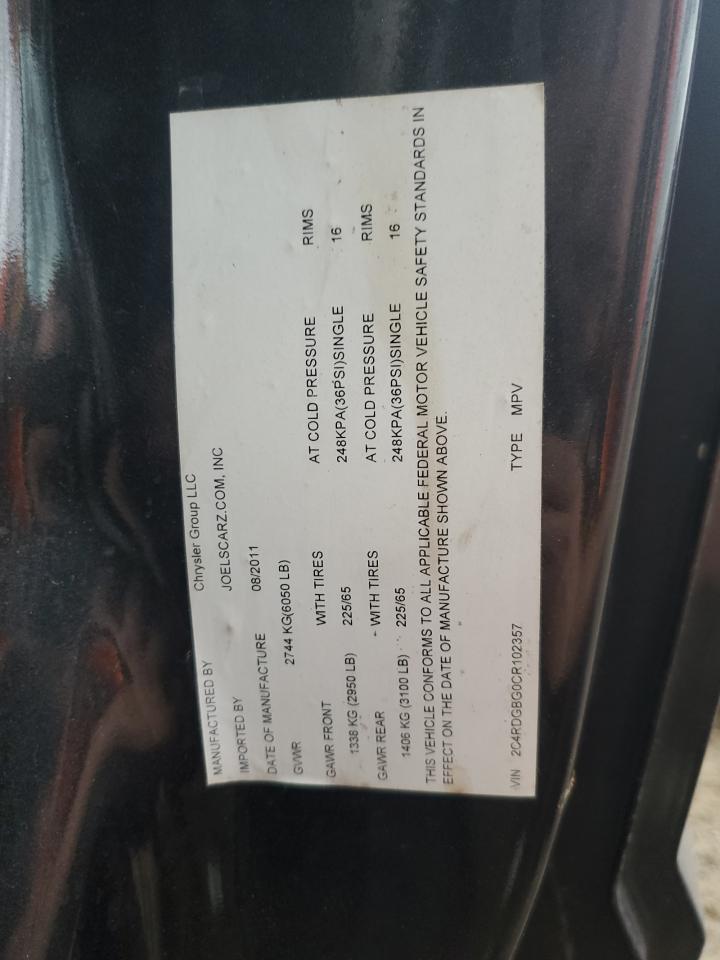 MANUFACTURED BY Chrysler Group LLC
IMPORTED BY JOELSCARZ.COM, INC
DATE OF MANUFACTURE 08/2011
GVWR 2744 KG(6050 LB)
GAWR FRONT WITH TIRES AT COLD PRESSURE RIMS
1338 KG (2950 LB) 225/65 248KPA(36PSI)SINGLE 16
GAWR REAR WITH TIRES AT COLD PRESSURE RIMS
1406 KG (3100 LB) 225/65 248KPA(36PSI)SINGLE 16
THIS VEHICLE CONFORMS TO ALL APPLICABLE FEDERAL MOTOR VEHICLE SAFETY STANDARDS IN
EFFECT ON THE DATE OF MANUFACTURE SHOWN ABOVE.
VIN 2C4RDGBG0CR102357 TYPE MPV